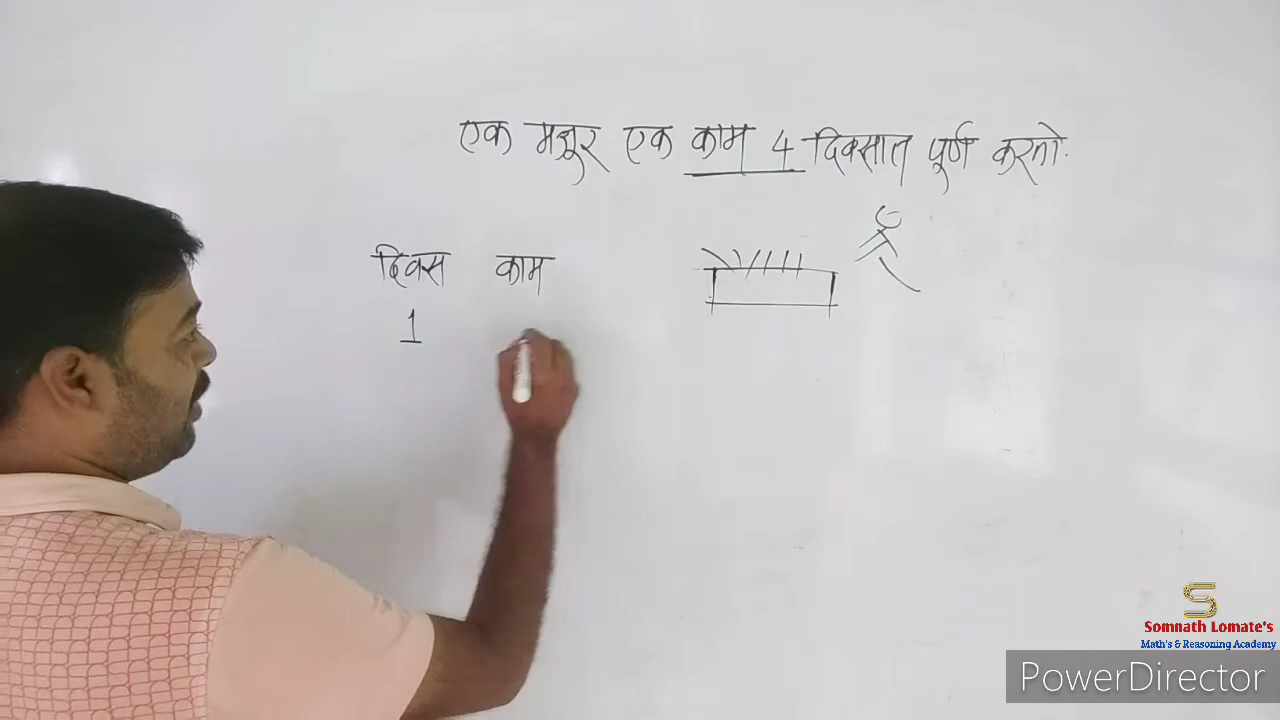 एक मजूर एक काम 4 दिवसात पूर्ण करतो.
दिवस काम
1
S
Somnath Lomate's
Math's & Reasoning Academy
PowerDirector